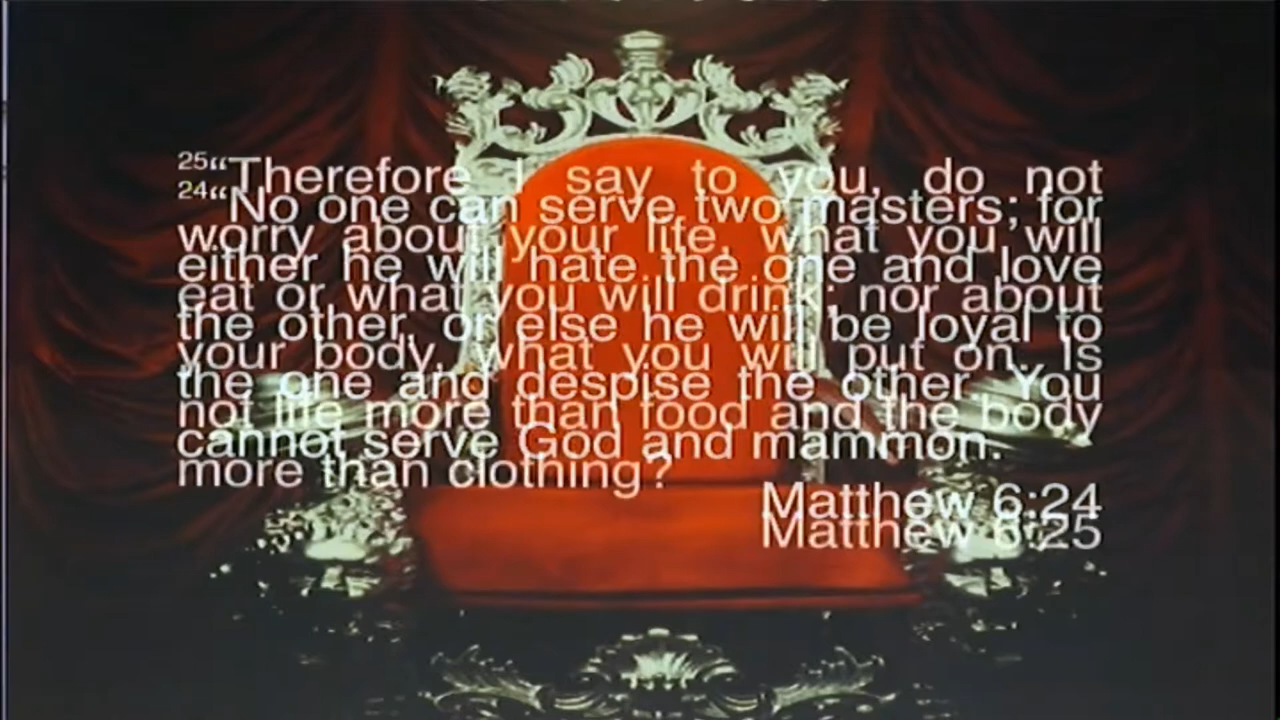 25“Therefore I say to you, do not
24“No one can serve two masters; for
worry about your life, what you will
either he will hate the one and love
eat or what you will drink; nor about
the other, or else he will be loyal to
your body, what you will put on. Is
the one and despise the other. You
not life more than food and the body
cannot serve God and mammon.
more than clothing?
Matthew 6:24
Matthew 6:25